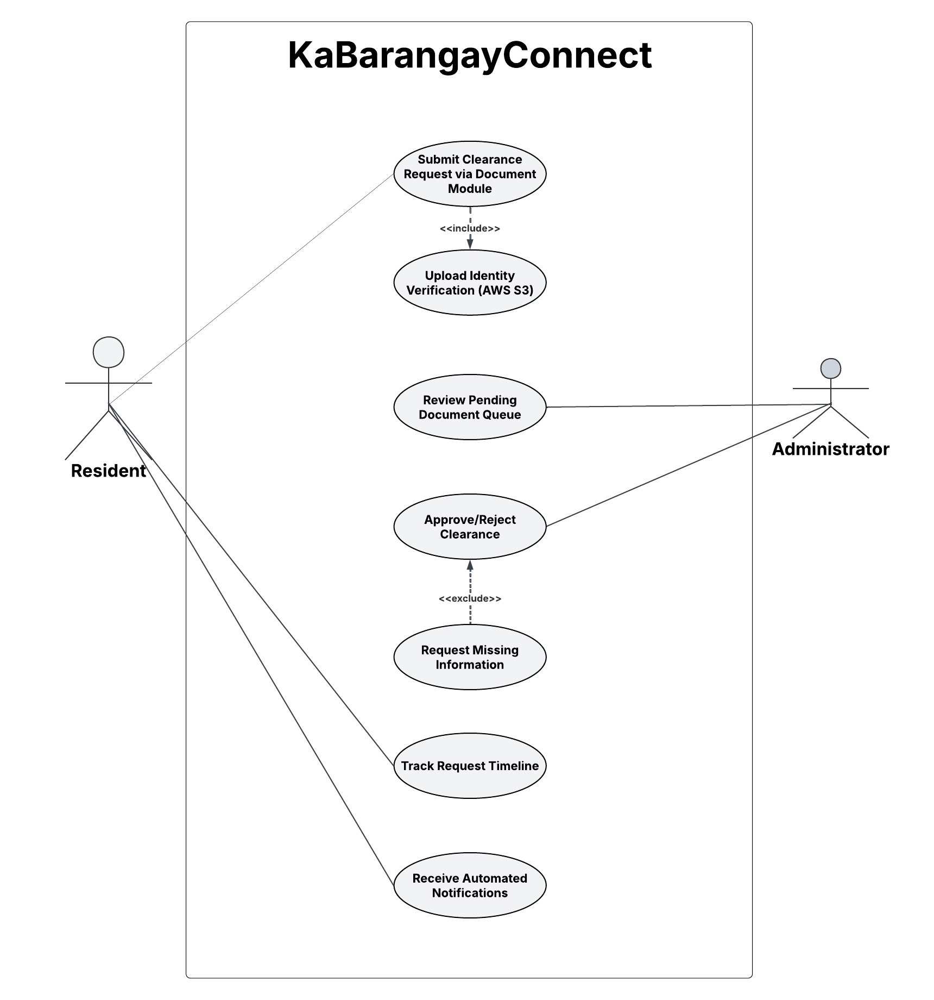 KaBarangayConnect
Submit Clearance
Request via Document
Module
<<include>>
Upload Identity
Verification (AWS S3)
Review Pending
Document Queue
Administrator
Resident
Approve/Reject
Clearance
<<exclude>>
Request Missing
Information
Track Request Timeline
Receive Automated
Notifications